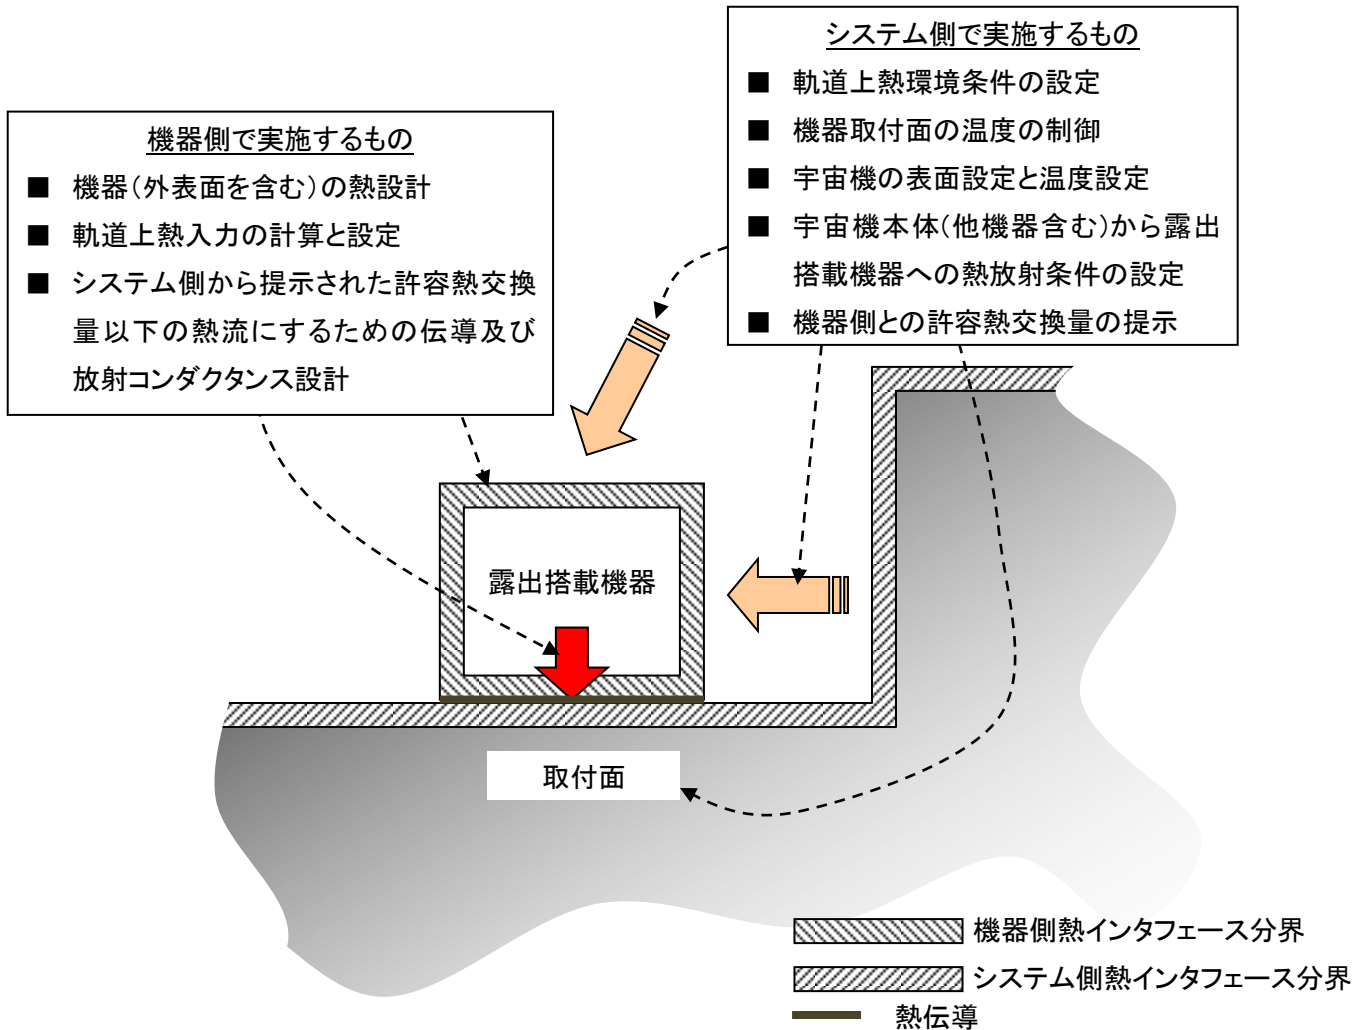 システム側で実施するもの
■ 軌道上熱環境条件の設定
■ 機器取付面の温度の制御
■ 宇宙機の表面設定と温度設定
■ 宇宙機本体(他機器含む)から露出
搭載機器への熱放射条件の設定
■ 機器側との許容熱交換量の提示
機器側で実施するもの
■ 機器(外表面を含む)の熱設計
■ 軌道上熱入力の計算と設定
■ システム側から提示された許容熱交換
量以下の熱流にするための伝導及び
放射コンダクタンス設計
露出搭載機器
取付面
機器側熱インタフェース分界
システム側熱インタフェース分界
熱伝導